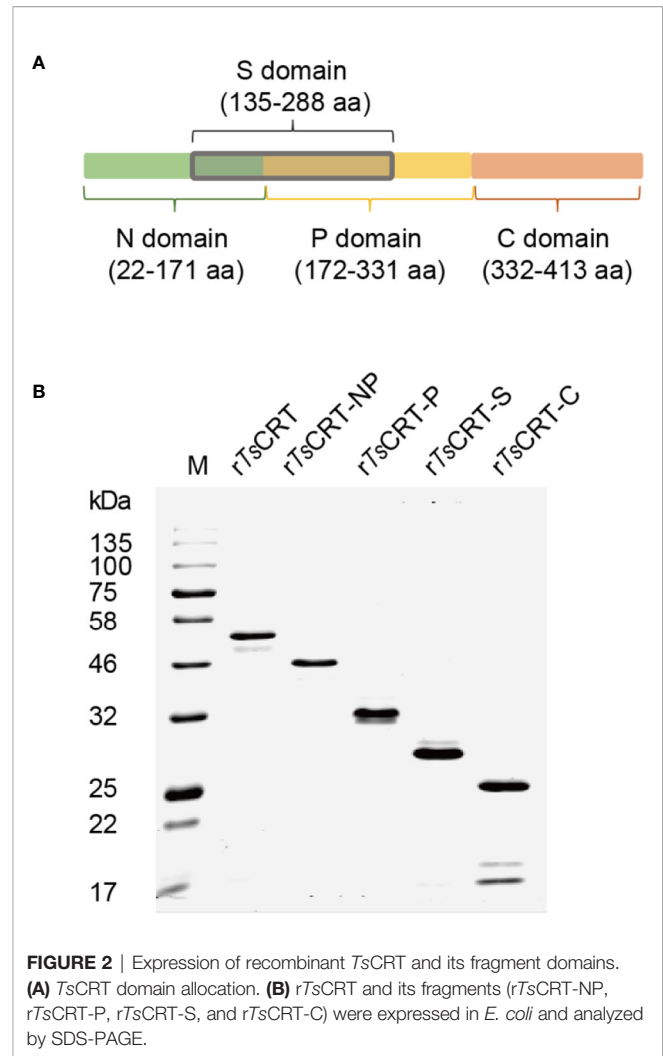 A
S domain
(135-288 aa)
N domain
(22-171 aa)
P domain
(172-331 aa)
C domain
(332-413 aa)
B
M
rTsCRT
rTsCRT-NP
rTsCRT-P
rTsCRT-S
rTsCRT-C
kDa
135
100
75
58
46
32
25
22
17
FIGURE 2 | Expression of recombinant TsCRT and its fragment domains.
(A) TsCRT domain allocation. (B) rTsCRT and its fragments (rTsCRT-NP,
rTsCRT-P, rTsCRT-S, and rTsCRT-C) were expressed in E. coli and analyzed
by SDS-PAGE.